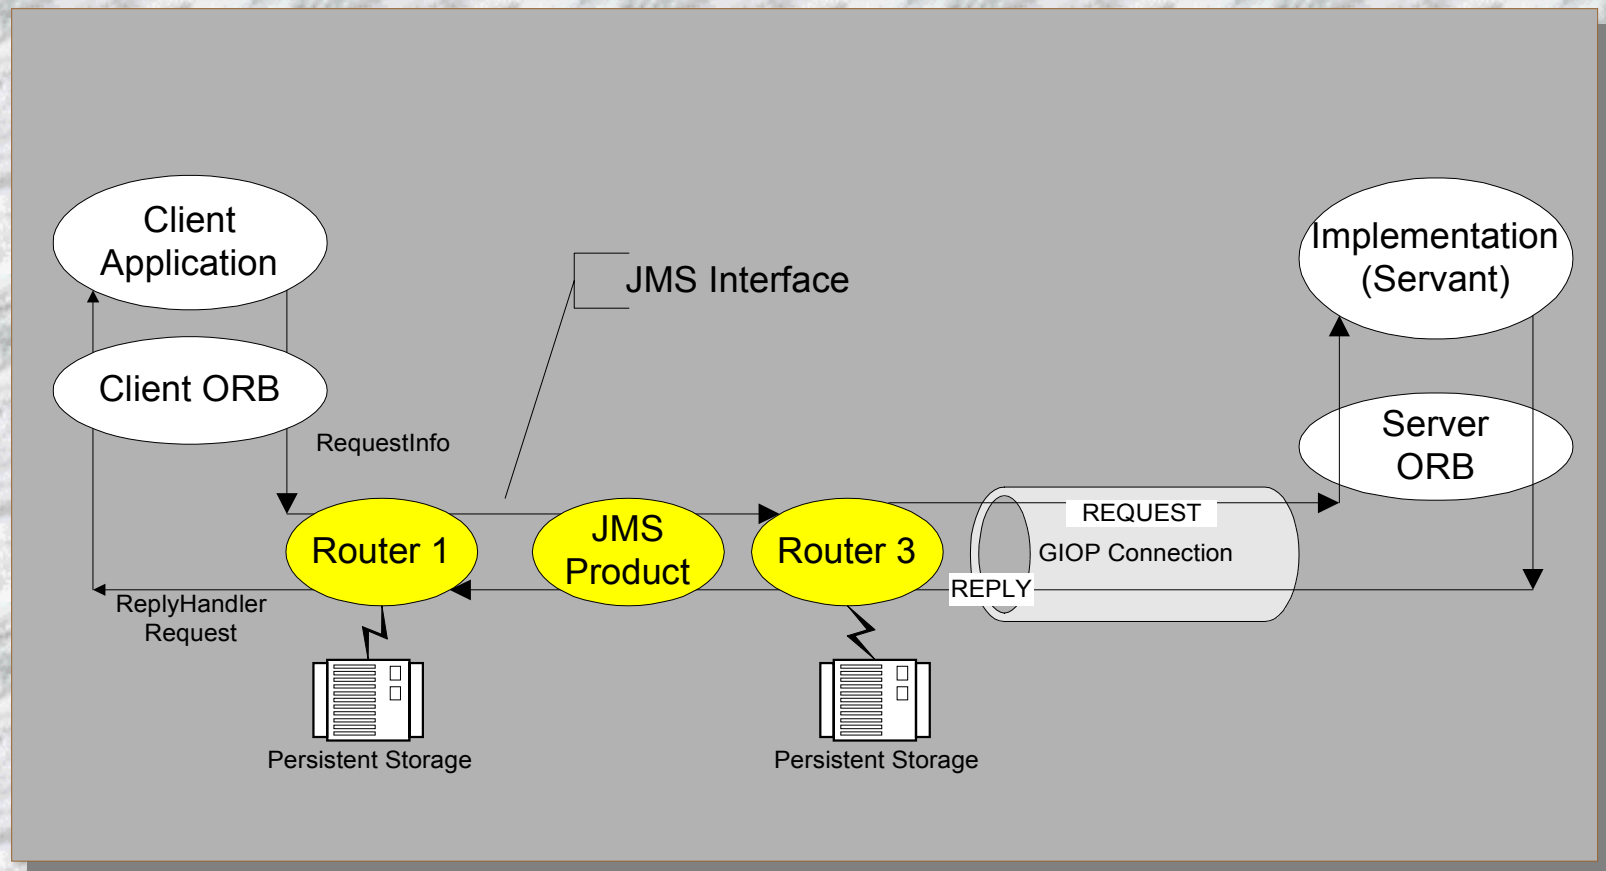 Client
Application
Implementation
(Servant)
JMS Interface
Client ORB
Server
ORB
RequestInfo
REQUEST
JMS
Product
Router 1
Router 3
GIOP Connection
REPLY
ReplyHandler
Request
Persistent Storage
Persistent Storage